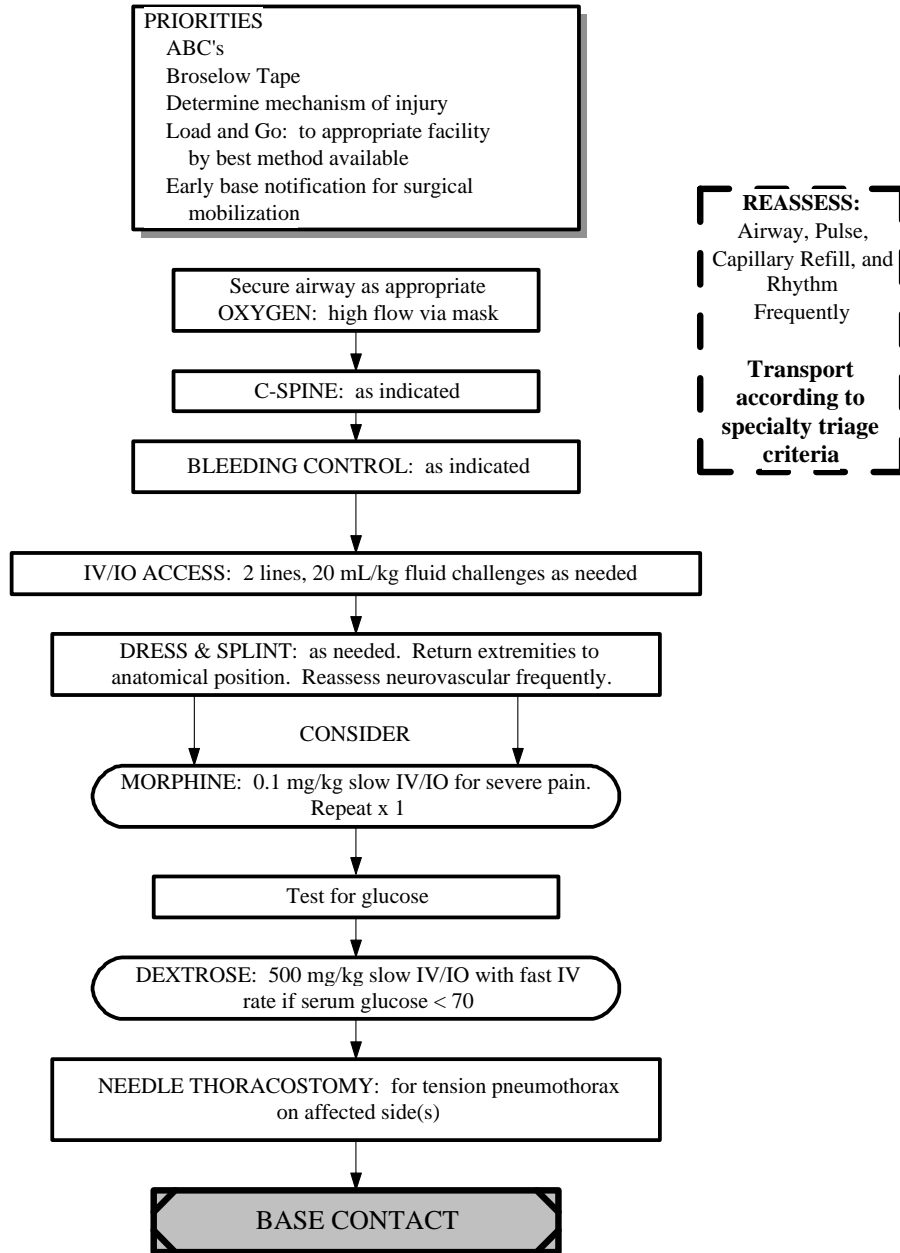 PRIORITIES
ABC's
Broselow Tape
Determine mechanism of injury
Load and Go: to appropriate facility
by best method available
Early base notification for surgical
mobilization
REASSESS:
Airway, Pulse,
Capillary Refill, and
Rhythm
Frequently
Transport
according to
specialty triage
criteria
Secure airway as appropriate
OXYGEN: high flow via mask
C-SPINE: as indicated
BLEEDING CONTROL: as indicated
IV/IO ACCESS: 2 lines, 20 mL/kg fluid challenges as needed
DRESS & SPLINT: as needed. Return extremities to
anatomical position. Reassess neurovascular frequently.
CONSIDER
MORPHINE: 0.1 mg/kg slow IV/IO for severe pain.
Repeat x 1
Test for glucose
DEXTROSE: 500 mg/kg slow IV/IO with fast IV
rate if serum glucose < 70
NEEDLE THORACOSTOMY: for tension pneumothorax
on affected side(s)
BASE CONTACT